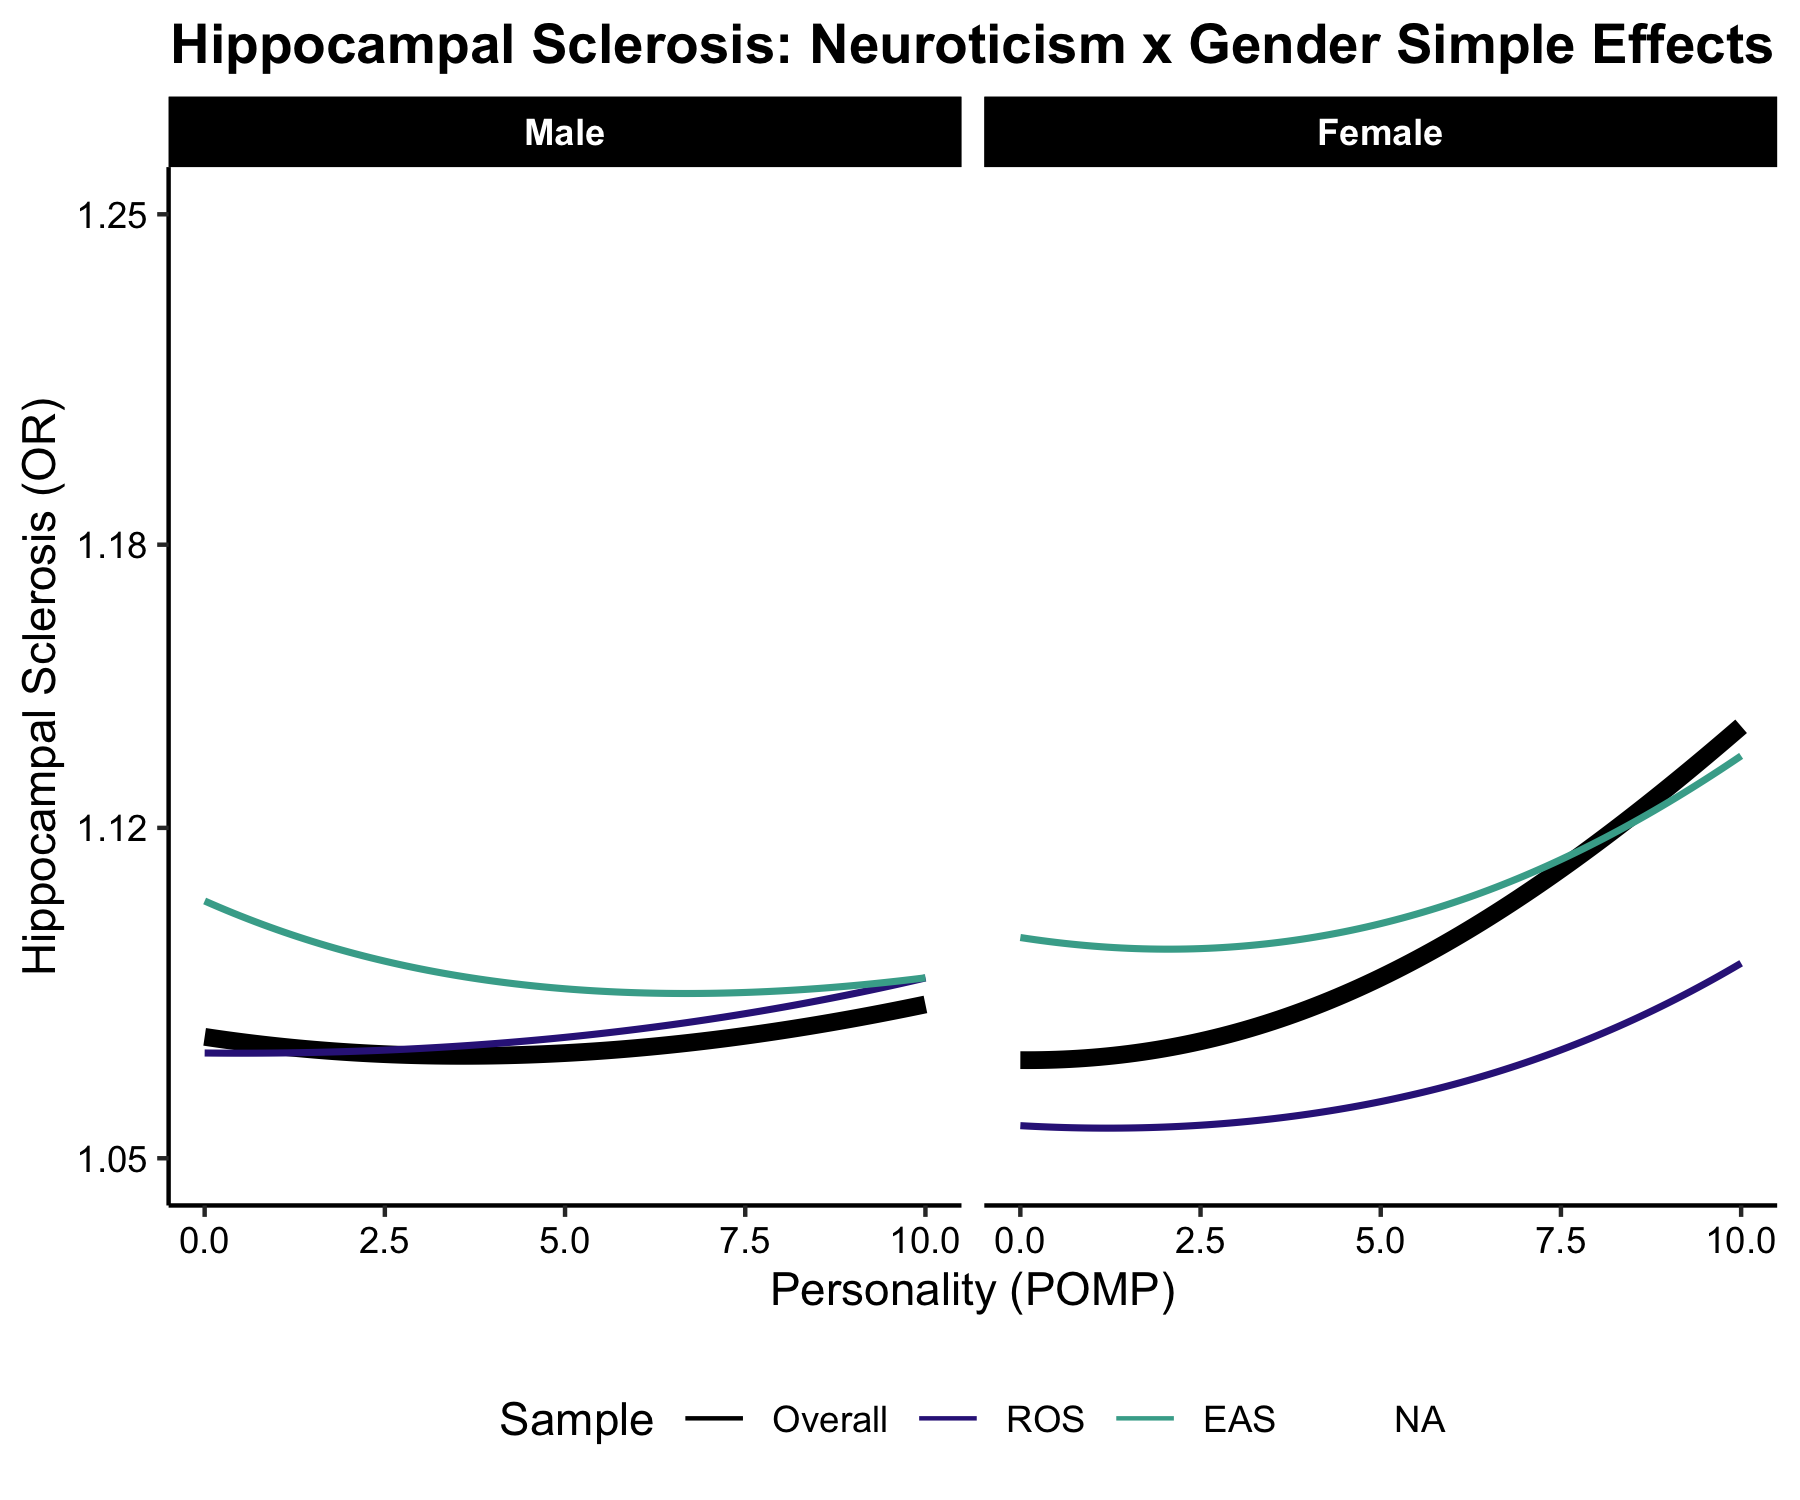 Hippocampal Sclerosis: Neuroticism x Gender Simple Effects
Male
Female
Hippocampal Sclerosis (OR)
1.25
1.18
1.12
1.05
0.0 2.5 5.0 7.5 10.0
0.0 2.5 5.0 7.5 10.0
Personality (POMP)
Sample Overall ROS EAS NA